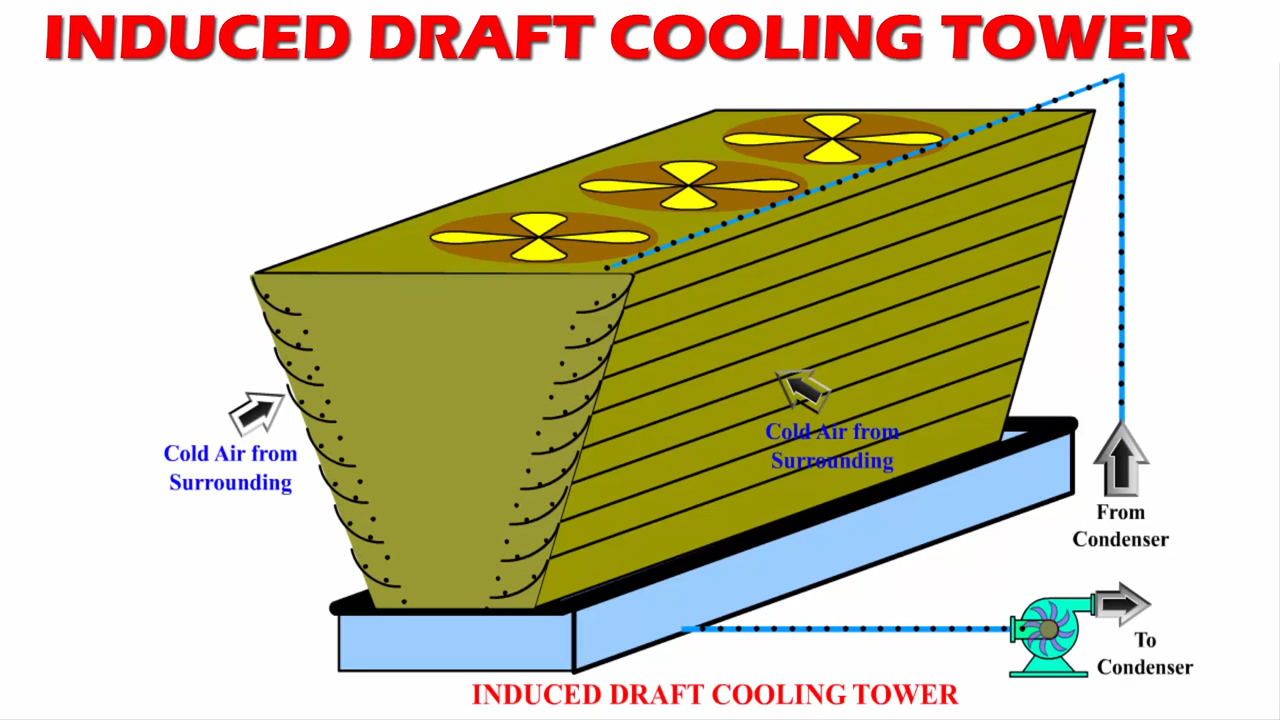 INDUCED DRAFT COOLING TOWER
Cold Air from
Surrounding
Cold Air from
Surrounding
From
Condenser
To
Condenser
INDUCED DRAFT COOLING TOWER